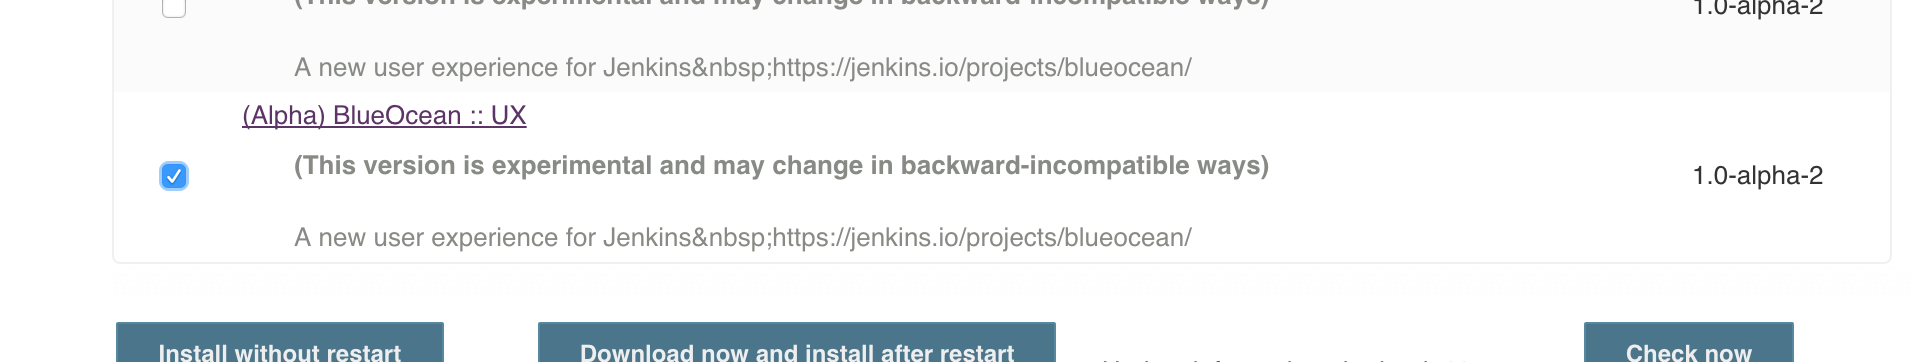 (This version is experimental and may change in backward-incompatible ways)
1.0-alpha-2
A new user experience for Jenkins&nbsp;https://jenkins.io/projects/blueocean/
(Alpha) BlueOcean :: UX
(This version is experimental and may change in backward-incompatible ways)
1.0-alpha-2
A new user experience for Jenkins&nbsp;https://jenkins.io/projects/blueocean/
Install without restart
Download now and install after restart
Check now